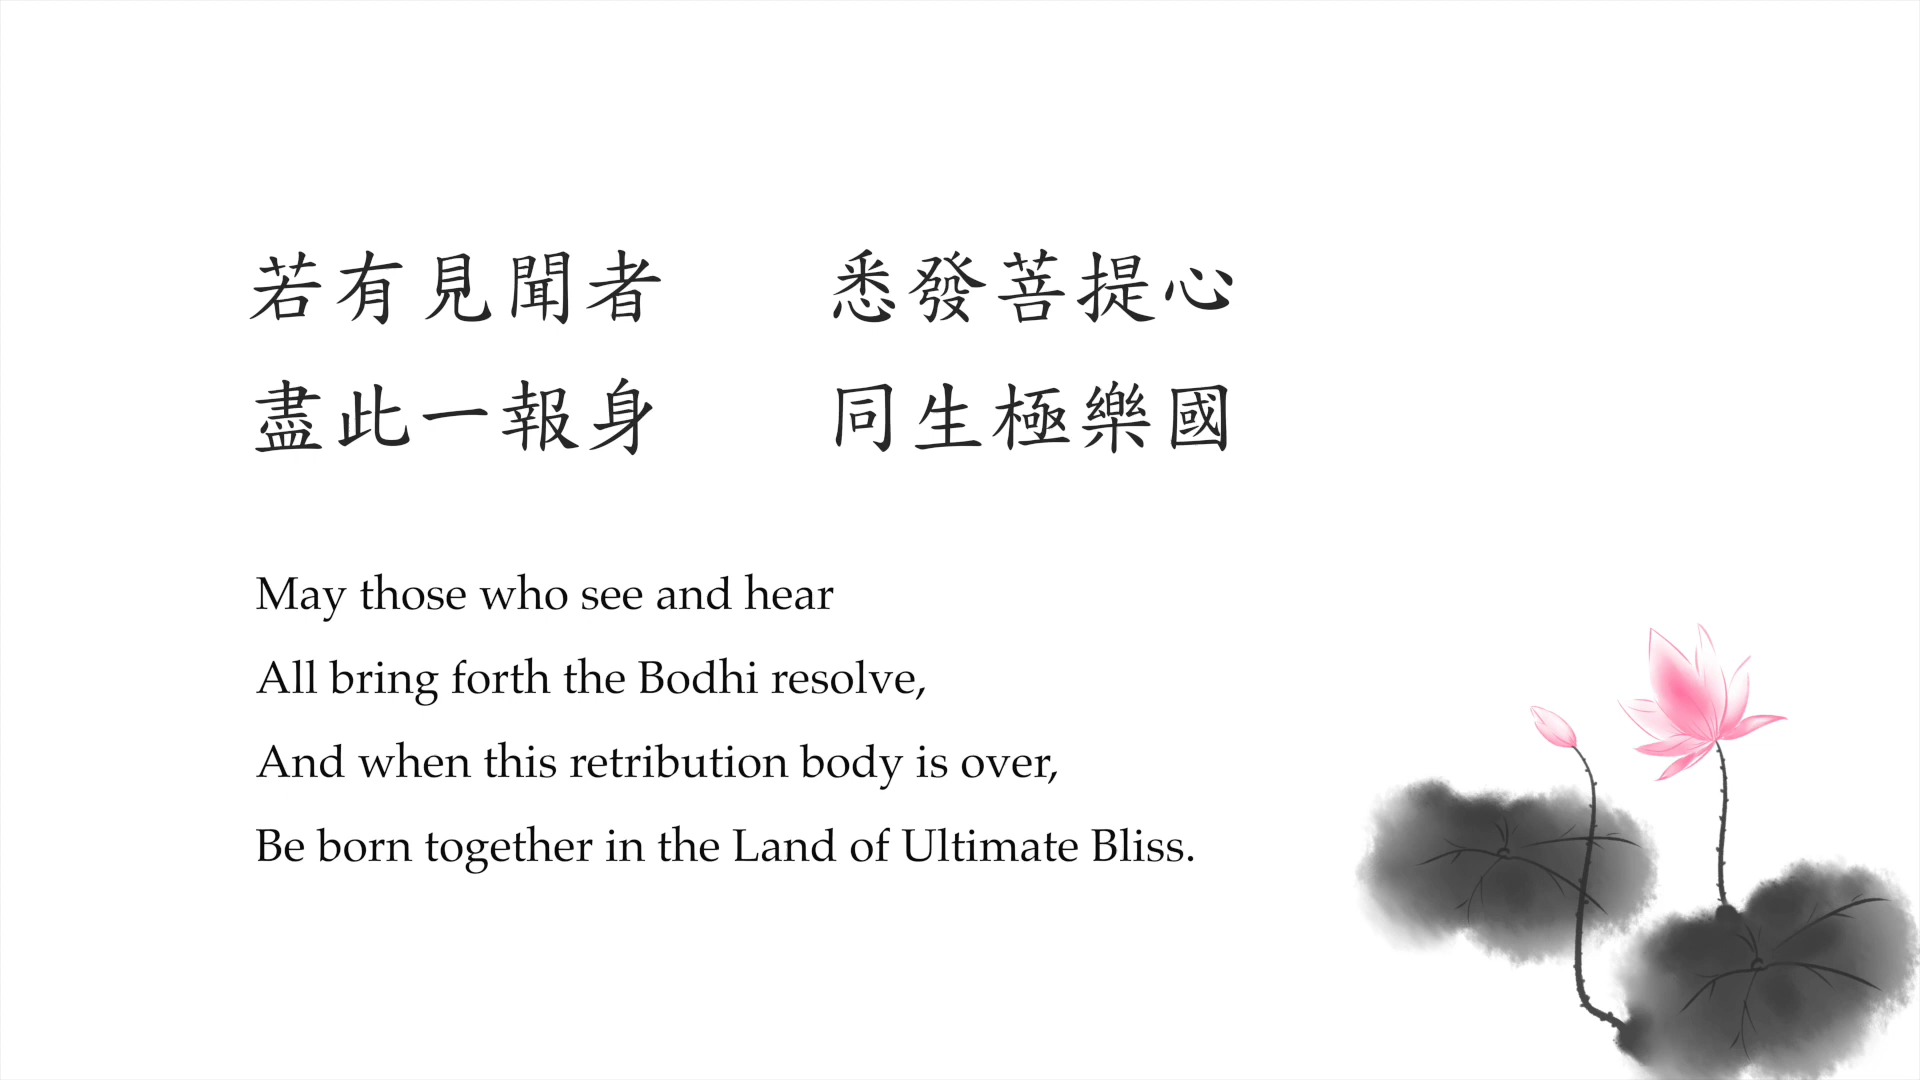 若有見聞者 悉發菩提心
盡此一報身 同生極樂國
May those who see and hear
All bring forth the Bodhi resolve,
And when this retribution body is over,
Be born together in the Land of Ultimate Bliss.